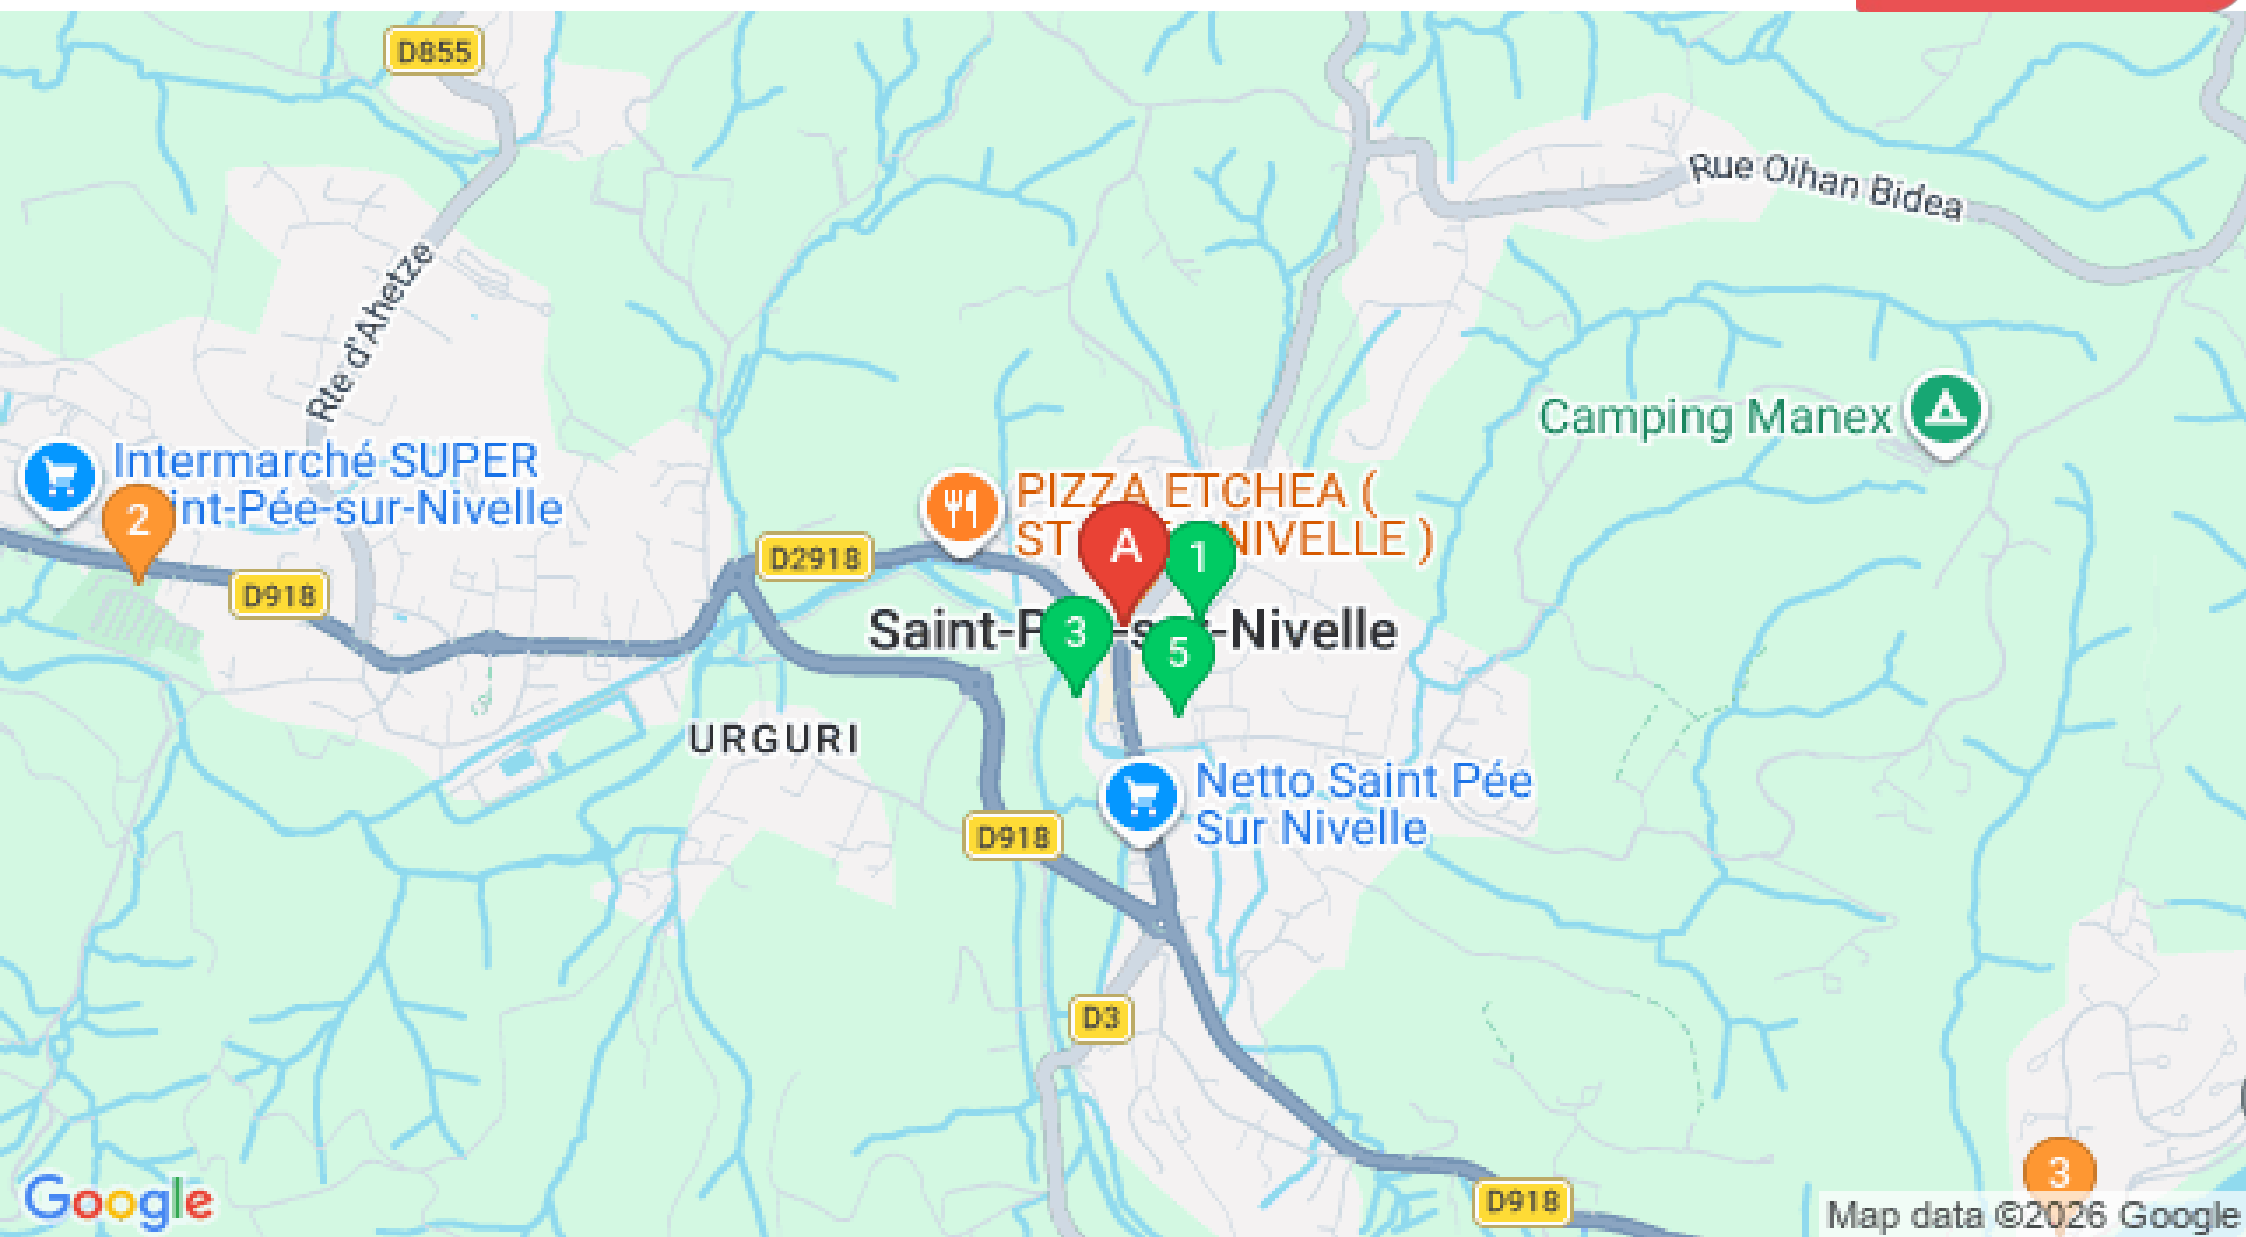 D855
Rue Oihan Bidea
Rte d'Ahetze
Camping Manex
Intermarché SUPER
2
int-Pée-sur-Nivelle
PIZZA ETCHEA (
ST NIVELLE )
A
1
D2918
D918
Saint-P -s r-Nivelle
3
5
URGURI
Netto Saint Pée
Sur Nivelle
D918
D3
3
D918
Google
Map data ©2026 Google